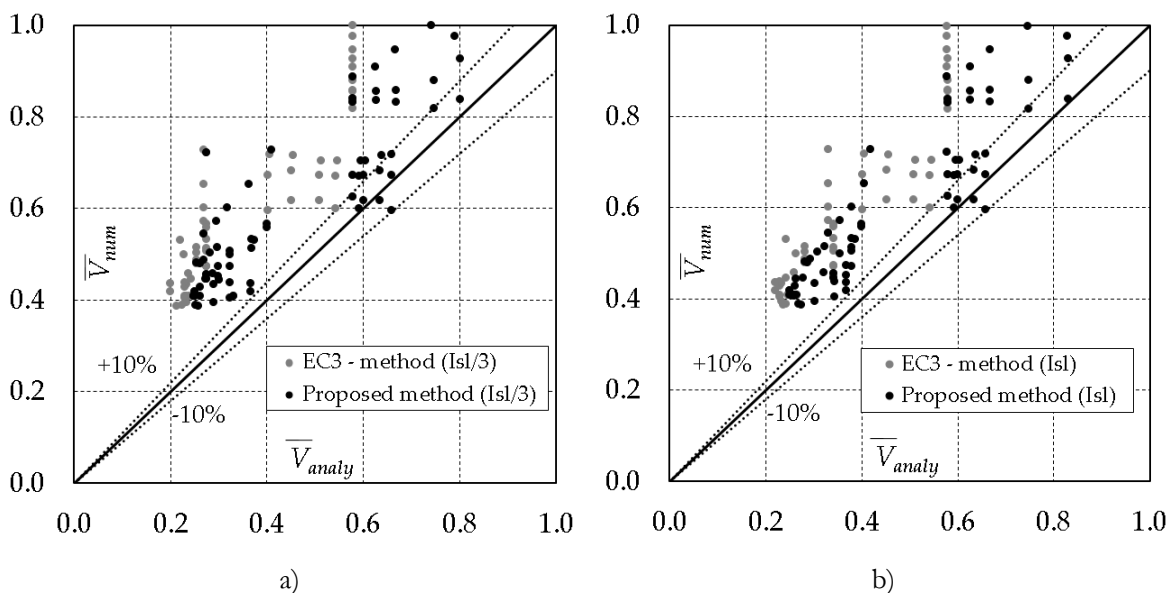 1.0
0.8
0.6
0.4
0.2
0.0
V̅num
+10%
-10%
EC3 - method (Isl/3)
Proposed method (Isl/3)
V̅analy
0.0 0.2 0.4 0.6 0.8 1.0
a)
1.0
0.8
0.6
0.4
0.2
0.0
V̅num
+10%
-10%
EC3 - method (Isl)
Proposed method (Isl)
V̅analy
0.0 0.2 0.4 0.6 0.8 1.0
b)